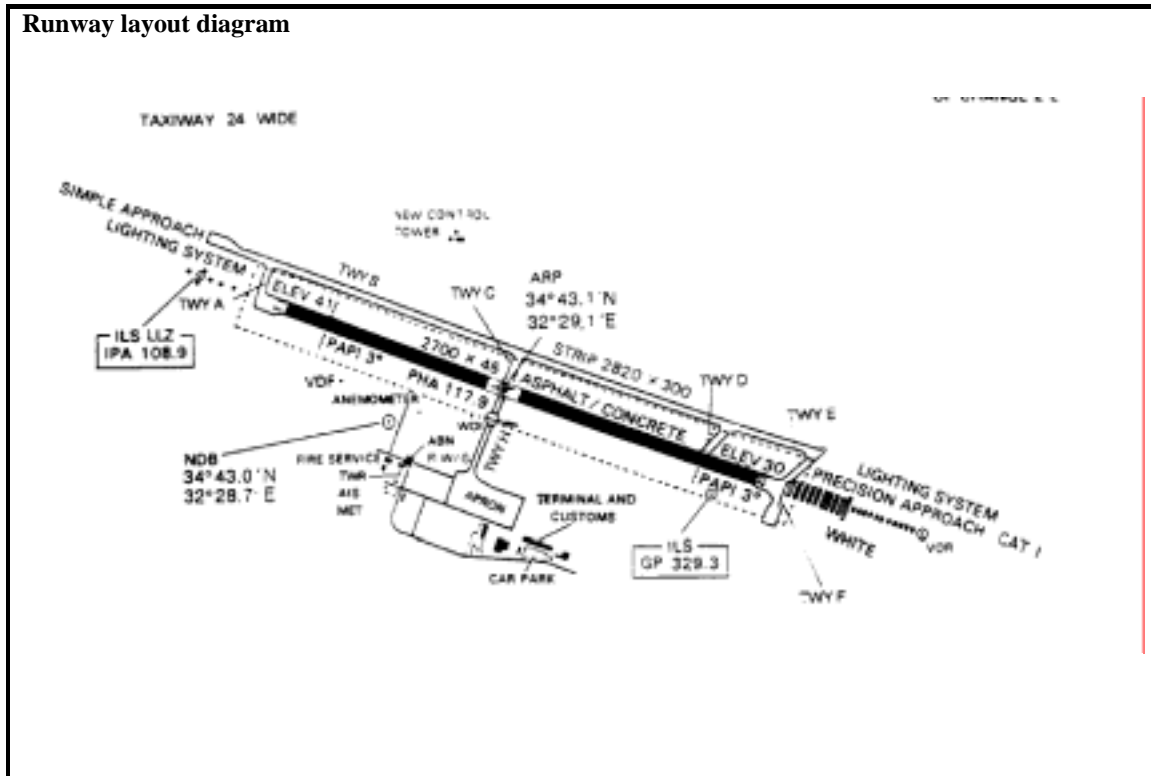 Runway layout diagram
TAXIWAY 24 WIDE
SIMPLE APPROACH
LIGHTING SYSTEM
NEW CONTROL
TOWER
TWY B
TWY A
ELEV 41
TWY C
ARP
34°43.1'N
32°29.1'E
ILS LLZ
IPA 108.9
PAPI 3°
2700 × 45
PHA 117.9
STRIP 2820 × 300
ASPHALT / CONCRETE
TWY D
TWY E
ELEV 30
PAPI 3°
LIGHTING SYSTEM
PRECISION APPROACH CAT I
WHITE
VOR
VDF
ANEMOMETER
NDB
34°43.0'N
32°28.7'E
FIRE SERVICE
ABN
TWR
AIS
MET
TWY H
APRON
TERMINAL AND
CUSTOMS
CAR PARK
ILS
GP 329.3
TWY F